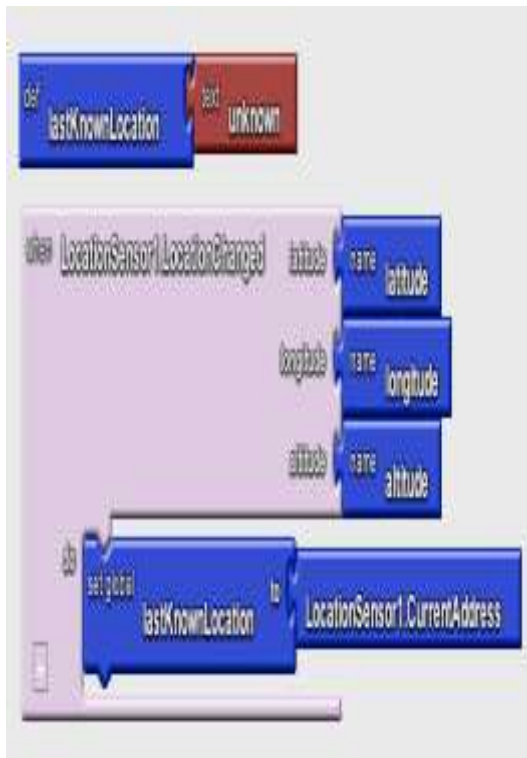 def lastKnownLocation text unknown
when LocationSensor1.LocationChanged latitude name latitude
longitude name longitude
altitude name altitude
do set global lastKnownLocation to LocationSensor1.CurrentAddress